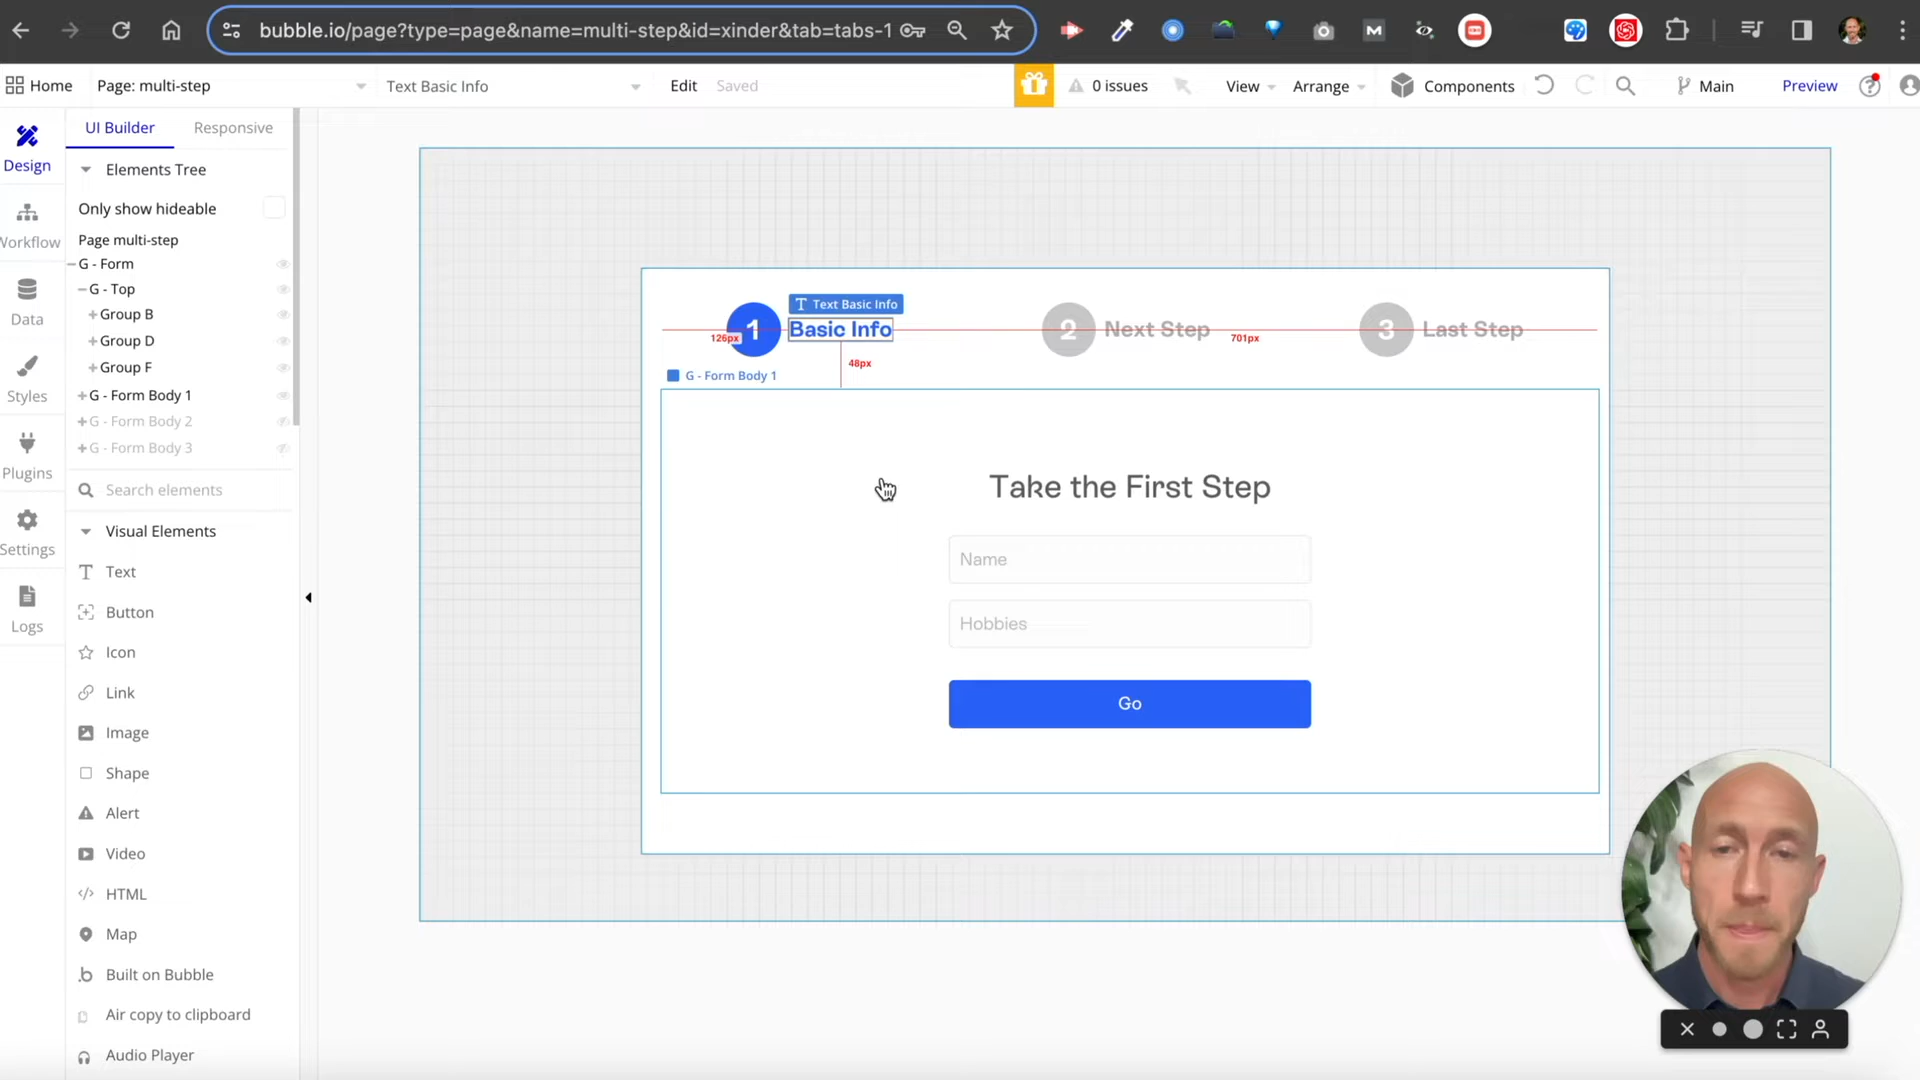 bubble.io/page?type=page&name=multi-step&id=xinder&tab=tabs-1
Home
Page: multi-step
Text Basic Info
Edit
Saved
0 issues
View
Arrange
Components
Main
Preview
Design
Workflow
Data
Styles
Plugins
Settings
Logs
UI Builder
Responsive
Elements Tree
Only show hideable
Page multi-step
G - Form
G - Top
Group B
Group D
Group F
G - Form Body 1
G - Form Body 2
G - Form Body 3
Search elements
Visual Elements
Text
Button
Icon
Link
Image
Shape
Alert
Video
HTML
Map
Built on Bubble
Air copy to clipboard
Audio Player
Text Basic Info
1
Basic Info
2
Next Step
3
Last Step
126px
701px
48px
G - Form Body 1
Take the First Step
Name
Hobbies
Go